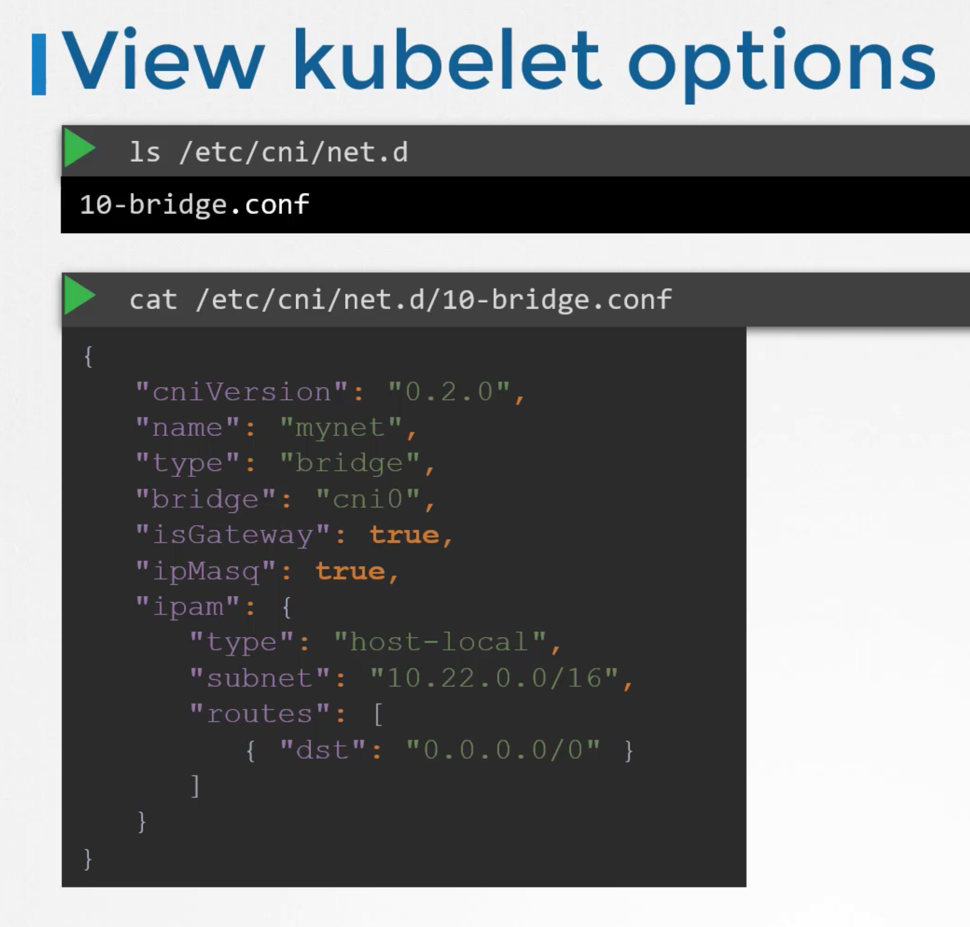 View kubelet options
ls /etc/cni/net.d
10-bridge.conf
cat /etc/cni/net.d/10-bridge.conf
{
"cniVersion": "0.2.0",
"name": "mynet",
"type": "bridge",
"bridge": "cni0",
"isGateway": true,
"ipMasq": true,
"ipam": {
"type": "host-local",
"subnet": "10.22.0.0/16",
"routes": [
{ "dst": "0.0.0.0/0" }
]
}
}